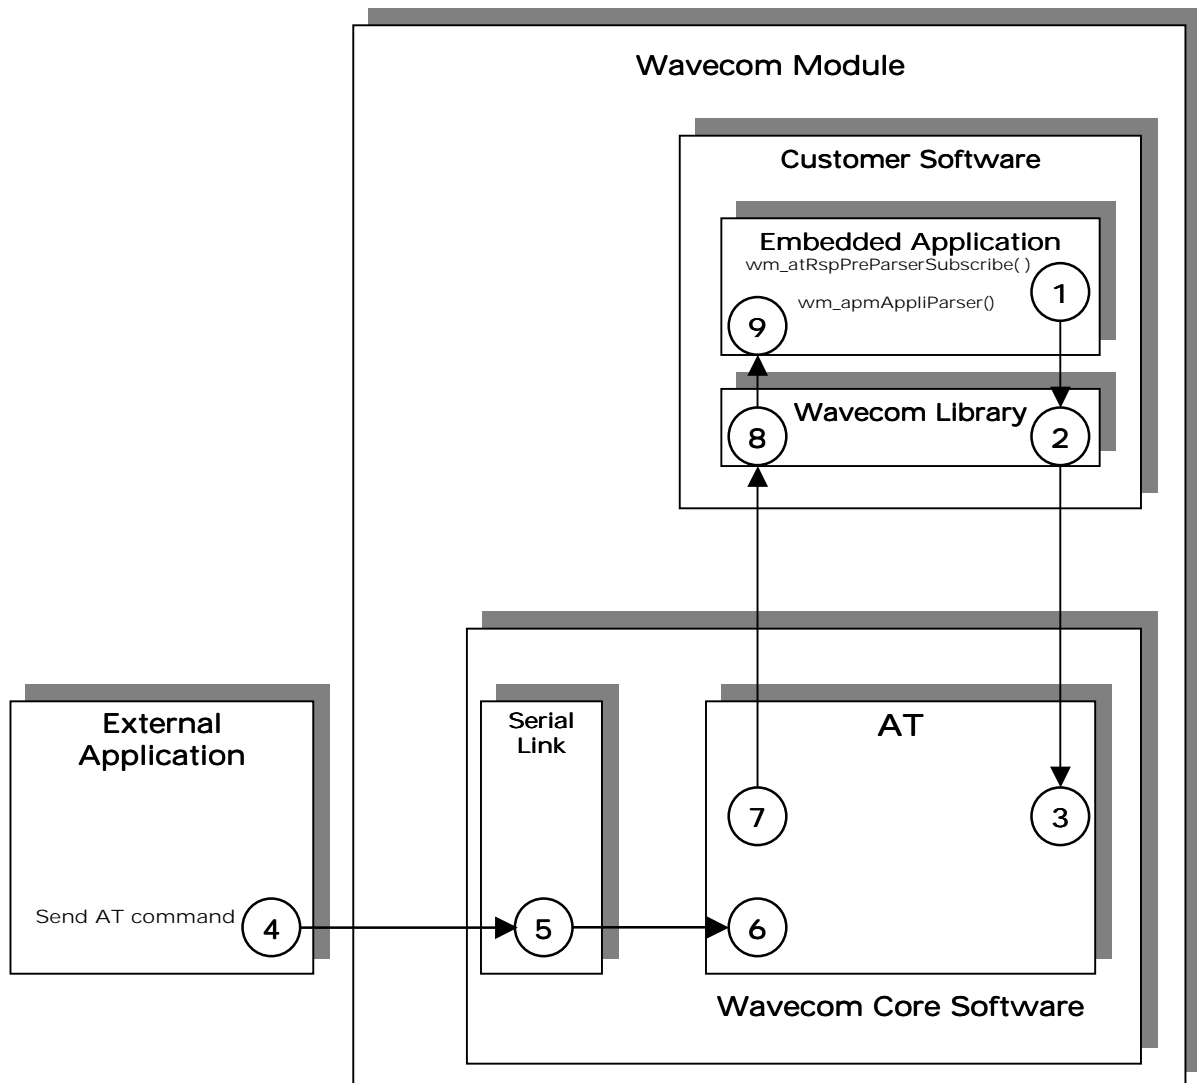 Wavecom Module
Customer Software
Embedded Application
wm_atRspPreParserSubscribe( )
1
wm_apmAppliParser()
9
Wavecom Library
8
2
External
Application
Serial
Link
AT
7
3
Send AT command
4
5
6
Wavecom Core Software